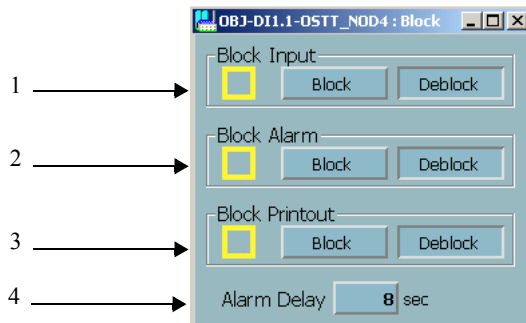 OBJ-DI1.1-OSTT_NOD4 : Block
Block Input
1 Block Deblock
Block Alarm
2 Block Deblock
Block Printout
3 Block Deblock
4 Alarm Delay 8 sec